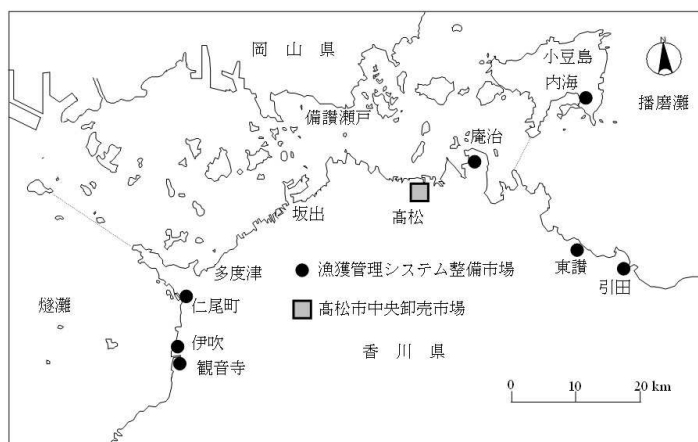 岡 山 県
小豆島
N
内海
播磨灘
備讃瀬戸
庵治
坂出
高松
多度津
漁獲管理システム整備市場
東讃
引田
燧灘
仁尾町
高松市中央卸売市場
伊吹
観音寺
香 川 県
0 10 20 km